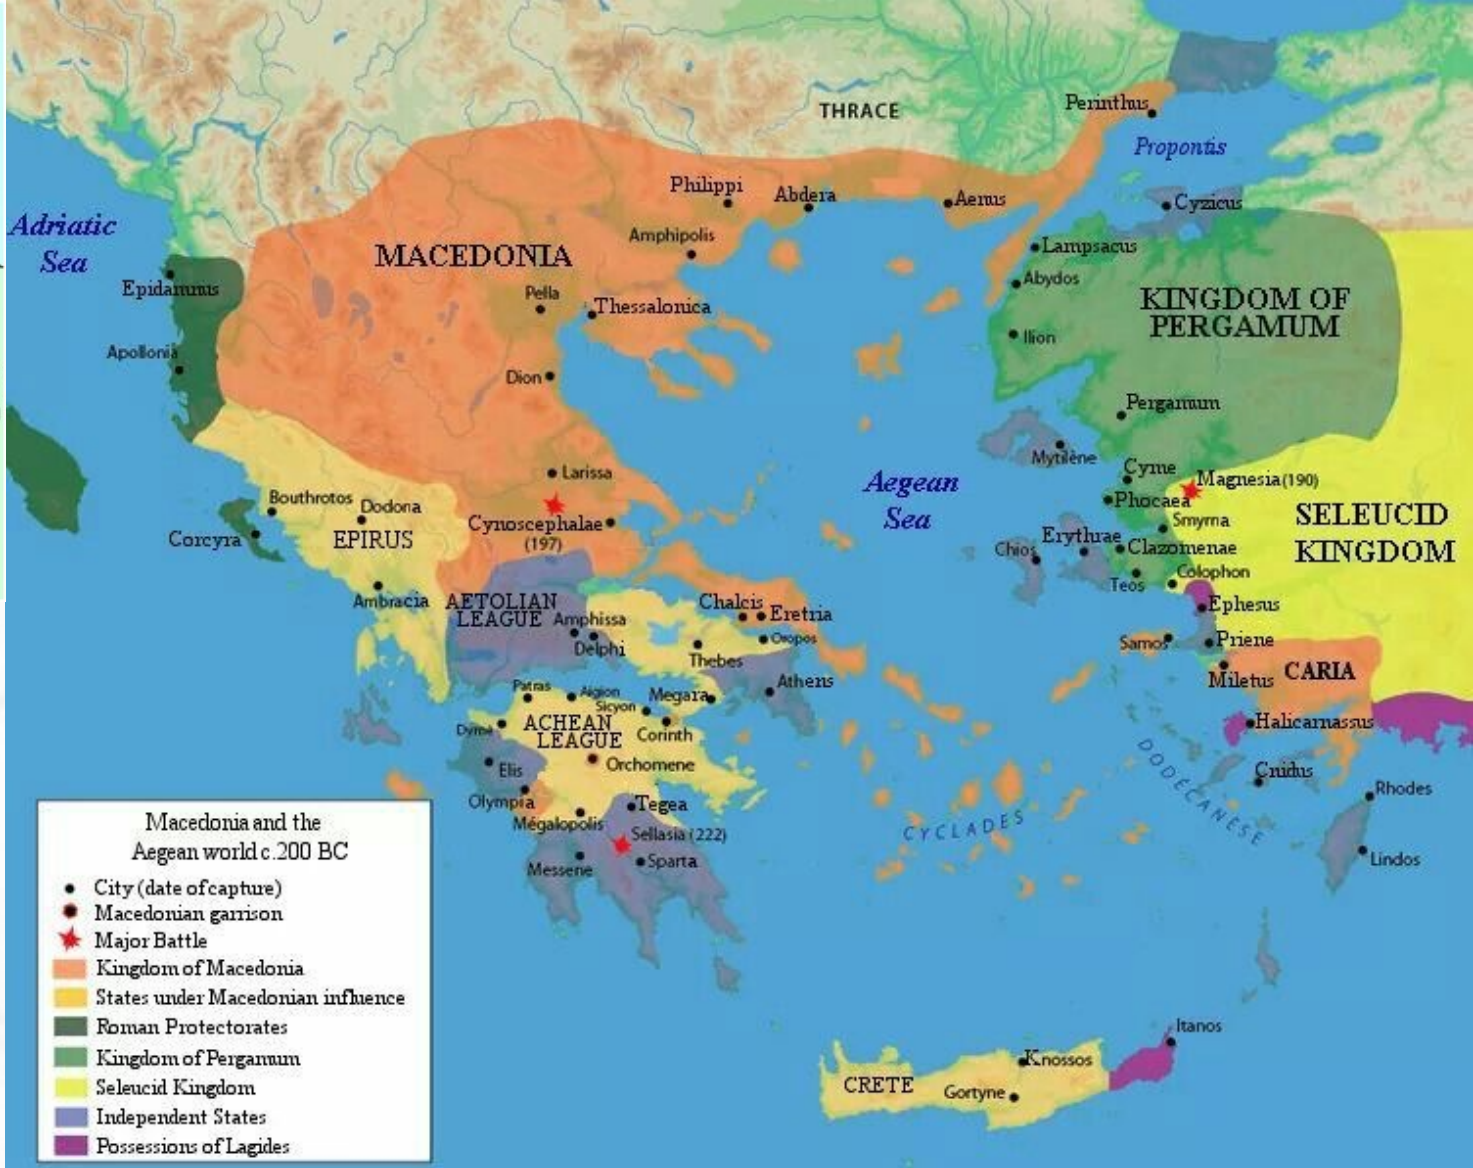 THRACE
Perinthus
Propontis
Philippi
Abdera
Aenus
Cyzicus
Adriatic
Sea
MACEDONIA
Amphipolis
Lampsacus
Epidamnus
Pella
Thessalonica
Abydos
KINGDOM OF
PERGAMUM
Apollonia
Ilion
Dion
Pergamum
Mytilène
Larissa
Aegean
Sea
Cyme
Magnesia (190)
Phocaea
Bouthrotos
Dodona
Cynoscephalae
(197)
Smyrna
SELEUCID
KINGDOM
Corcyra
EPIRUS
Erythrae
Chios
Clazomenae
Teos
Colophon
Ambracia
AETOLIAN
LEAGUE
Amphissa
Delphi
Chalcis
Eretria
Oropos
Ephesus
Thebes
Samos
Priene
Athens
Miletus
CARIA
Patras
Aigion
Sicyon
Megara
Dyme
ACHEAN
LEAGUE
Corinth
Halicarnassus
Elis
Orchomene
Cnidus
DODÉCANÈSE
Rhodes
Olympia
Mégalopolis
Tegea
CYCLADES
Sellasia (222)
Messene
Sparta
Lindos
Itanos
Knossos
CRETE
Gortyne
Macedonia and the
Aegean world c.200 BC
City (date of capture)
Macedonian garrison
Major Battle
Kingdom of Macedonia
States under Macedonian influence
Roman Protectorates
Kingdom of Pergamum
Seleucid Kingdom
Independent States
Possessions of Lagides